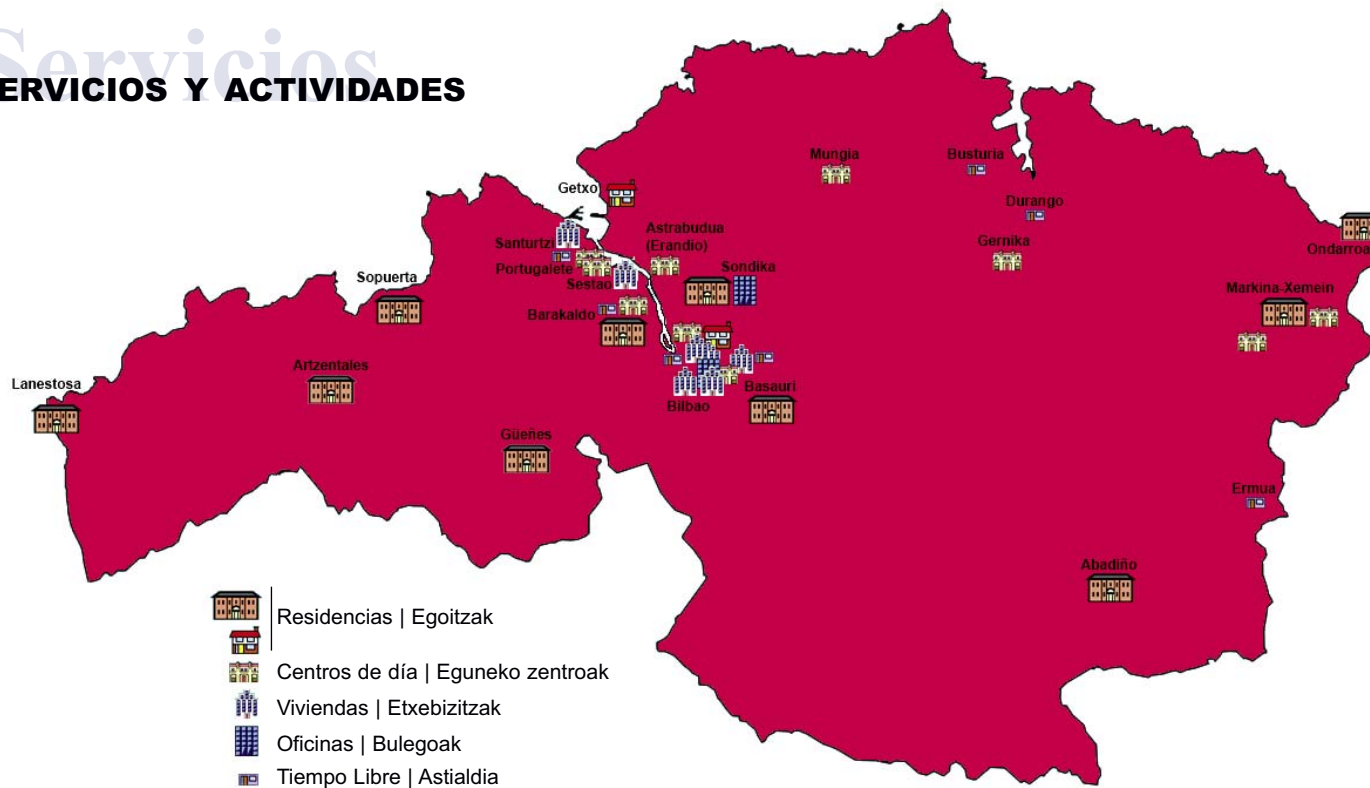 Servicios
ERVICIOS Y ACTIVIDADES
Mungia
Busturia
Getxo
Durango
Astrabudua
(Erandio)
Santurtzi
Gernika
Ondarroa
Portugalete
Sondika
Sopuerta
Sestao
Markina-Xemein
Barakaldo
Artzentales
Lanestosa
Basauri
Bilbao
Güeñes
Ermua
Abadiño
Residencias | Egoitzak
Centros de día | Eguneko zentroak
Viviendas | Etxebizitzak
Oficinas | Bulegoak
Tiempo Libre | Astialdia